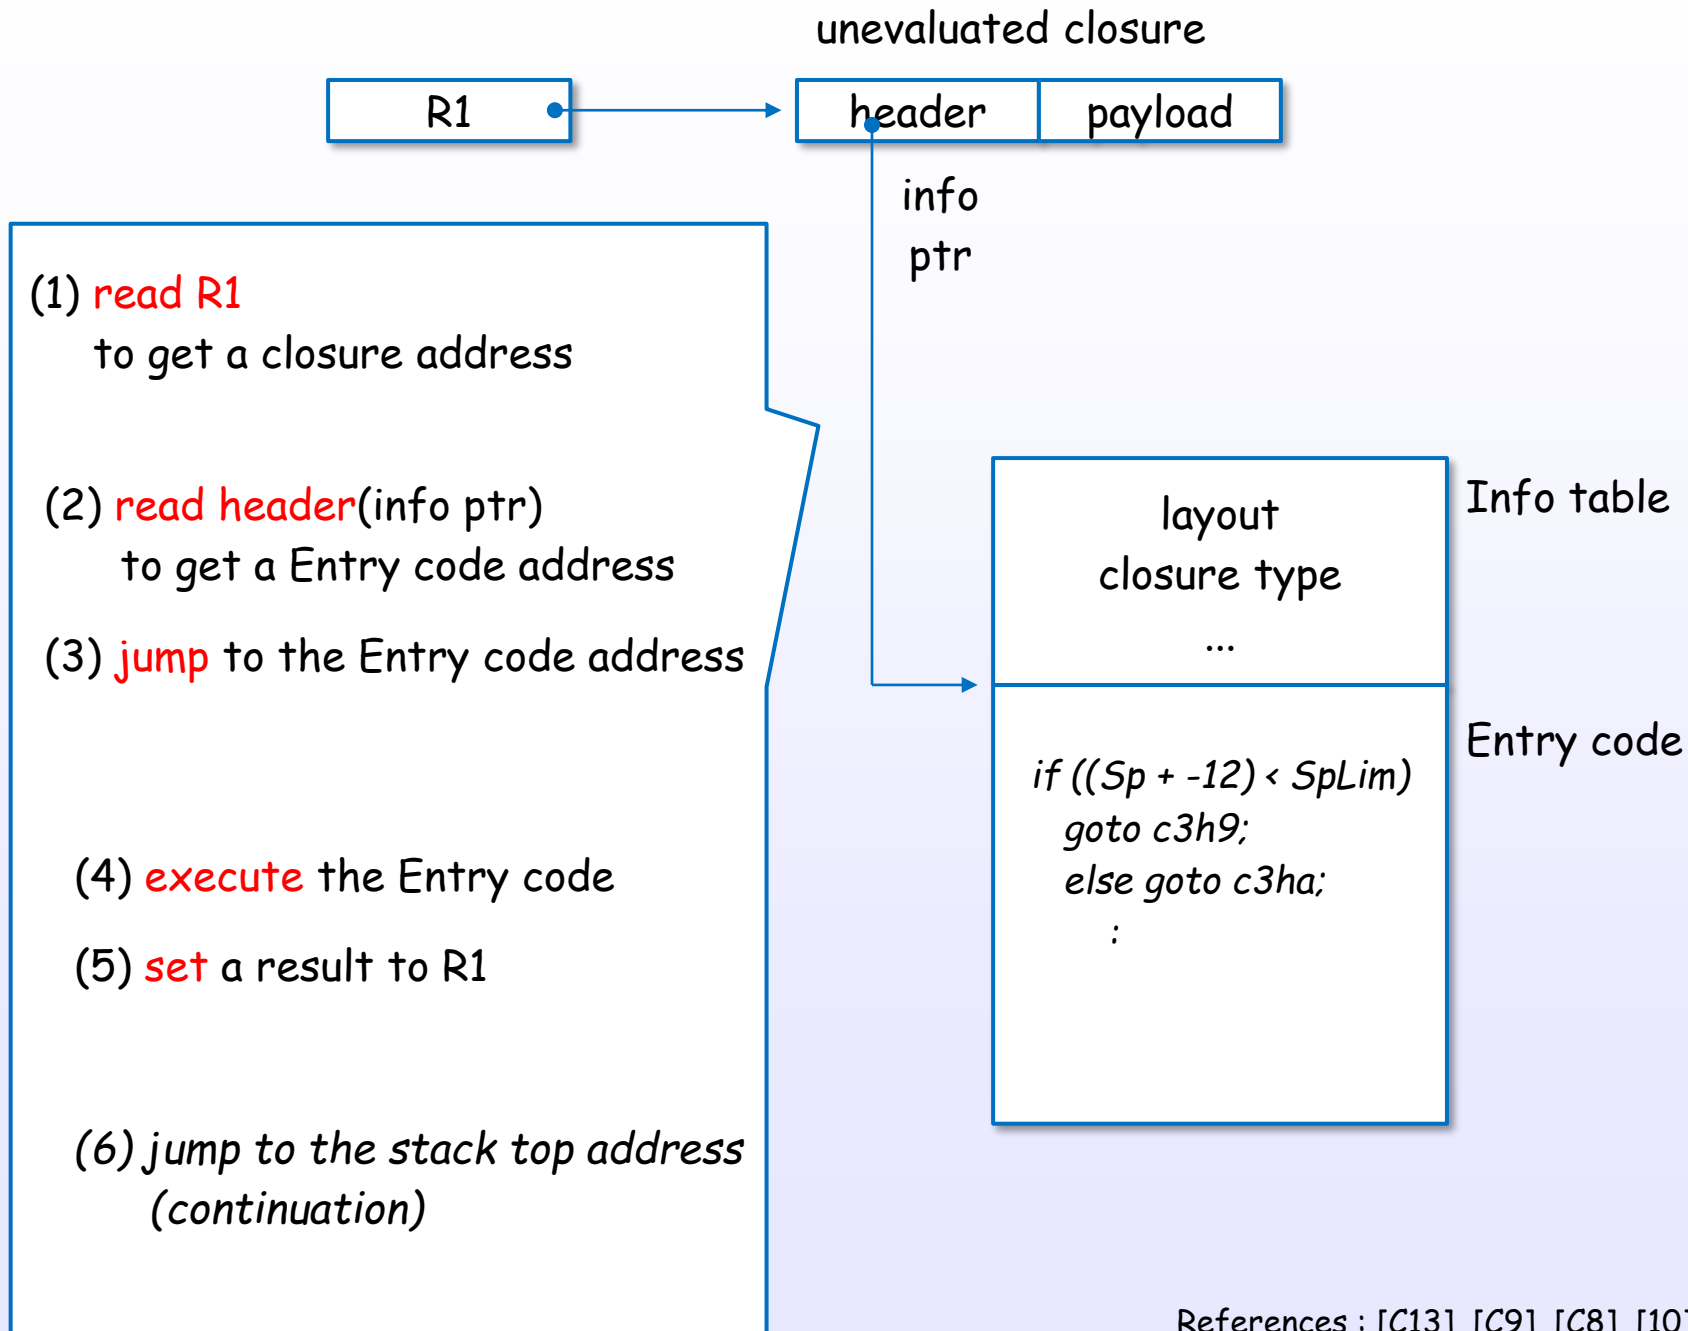 unevaluated closure
R1
header
payload
info
ptr
(1) read R1
to get a closure address
(2) read header(info ptr)
to get a Entry code address
(3) jump to the Entry code address
(4) execute the Entry code
(5) set a result to R1
(6) jump to the stack top address
(continuation)
layout
closure type
...
Info table
if ((Sp + -12) < SpLim)
goto c3h9;
else goto c3ha;
:
Entry code
References : [C13], [C9], [C8], [10]